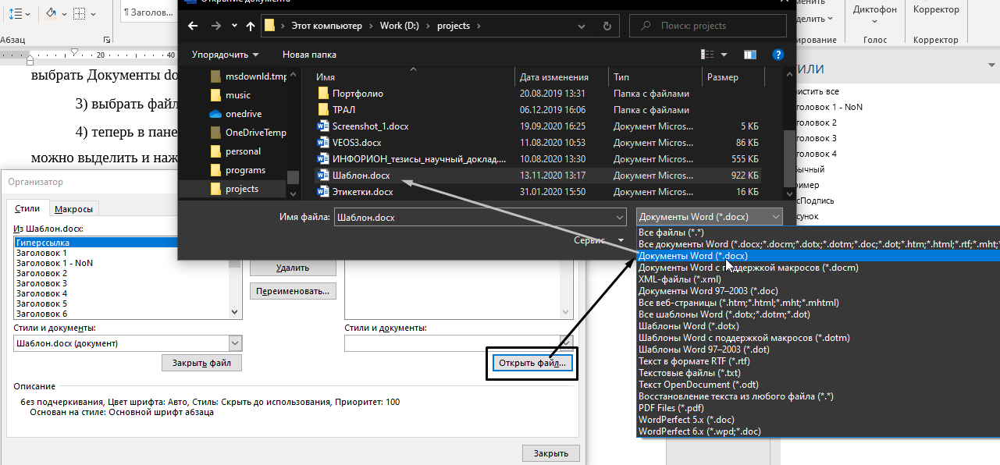 Открытие документа
¶ Заголов...
Абзац
Диктофон
Корректор
Голос
Корректор
20
40
выбрать Документы do
3) выбрать файл
4) теперь в пане
можно выделить и наж
Этот компьютер
Work (D:)
projects
Поиск: projects
Упорядочить
Новая папка
msdownld.tmp
music
onedrive
OneDriveTemp
personal
programs
projects
Имя
Дата изменения
Тип
Размер
Портфолио 20.08.2019 13:31 Папка с файлами
ТРАЛ 06.12.2019 16:06 Папка с файлами
Screenshot_1.docx 19.09.2020 16:25 Документ Micros... 5 КБ
VEOS3.docx 11.08.2020 10:53 Документ Micros... 86 КБ
ИНФОРИОН_тезисы_научный_доклад.... 10.08.2020 13:30 Документ Micros... 555 КБ
Шаблон.docx 13.11.2020 13:17 Документ Micros... 922 КБ
Этикетки.docx 31.01.2020 15:50 Документ Micros... 16 КБ
Имя файла: Шаблон.docx
Документы Word (*.docx)
Сервис
Все файлы (*.*)
Все документы Word (*.docx;*.docm;*.dotx;*.dotm;*.doc;*.dot;*.htm;*.html;*.rtf;*.mht;*
Документы Word (*.docx)
Документы Word с поддержкой макросов (*.docm)
XML-файлы (*.xml)
Документы Word 97–2003 (*.doc)
Все веб-страницы (*.htm;*.html;*.mht;*.mhtml)
Все шаблоны Word (*.dotx;*.dotm;*.dot)
Шаблоны Word (*.dotx)
Шаблоны Word с поддержкой макросов (*.dotm)
Шаблоны Word 97–2003 (*.dot)
Текст в формате RTF (*.rtf)
Текстовые файлы (*.txt)
Текст OpenDocument (*.odt)
Восстановление текста из любого файла (*.*)
PDF Files (*.pdf)
WordPerfect 5.x (*.doc)
WordPerfect 6.x (*.wpd;*.doc)
или
истить все
головок 1 - NoN
оловок 2
оловок 3
оловок 4
бычный
ример
сПодпись
сунок
Организатор
Стили
Макросы
Из Шаблон.docx:
Гиперссылка
Заголовок 1
Заголовок 1 - NoN
Заголовок 2
Заголовок 3
Заголовок 4
Заголовок 5
Заголовок 6
Удалить
Переименовать...
Стили и документы:
Шаблон.docx (документ)
Закрыть файл
Стили и документы:
Открыть файл...
Описание
без подчеркивания, Цвет шрифта: Авто, Стиль: Скрыть до использования, Приоритет: 100
Основан на стиле: Основной шрифт абзаца
Закрыть